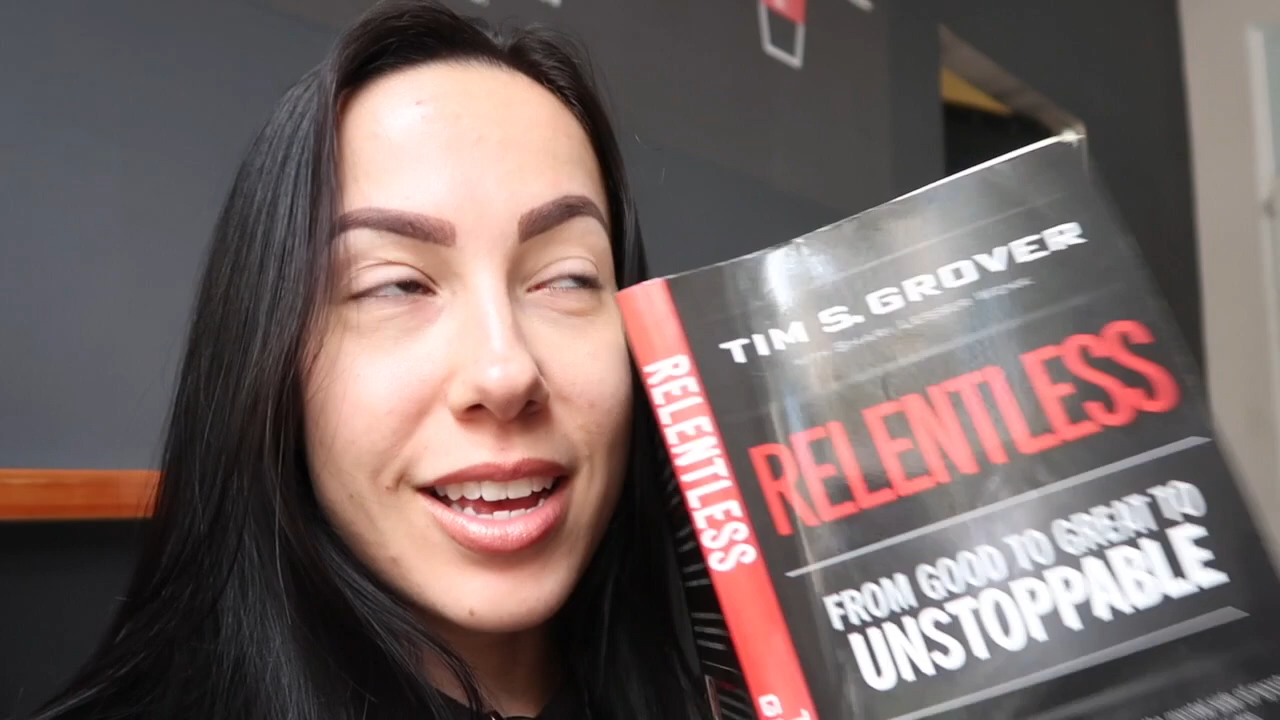 TIM S. GROVER
RELENTLESS
FROM GOOD TO GREAT TO
UNSTOPPABLE
RELENTLESS